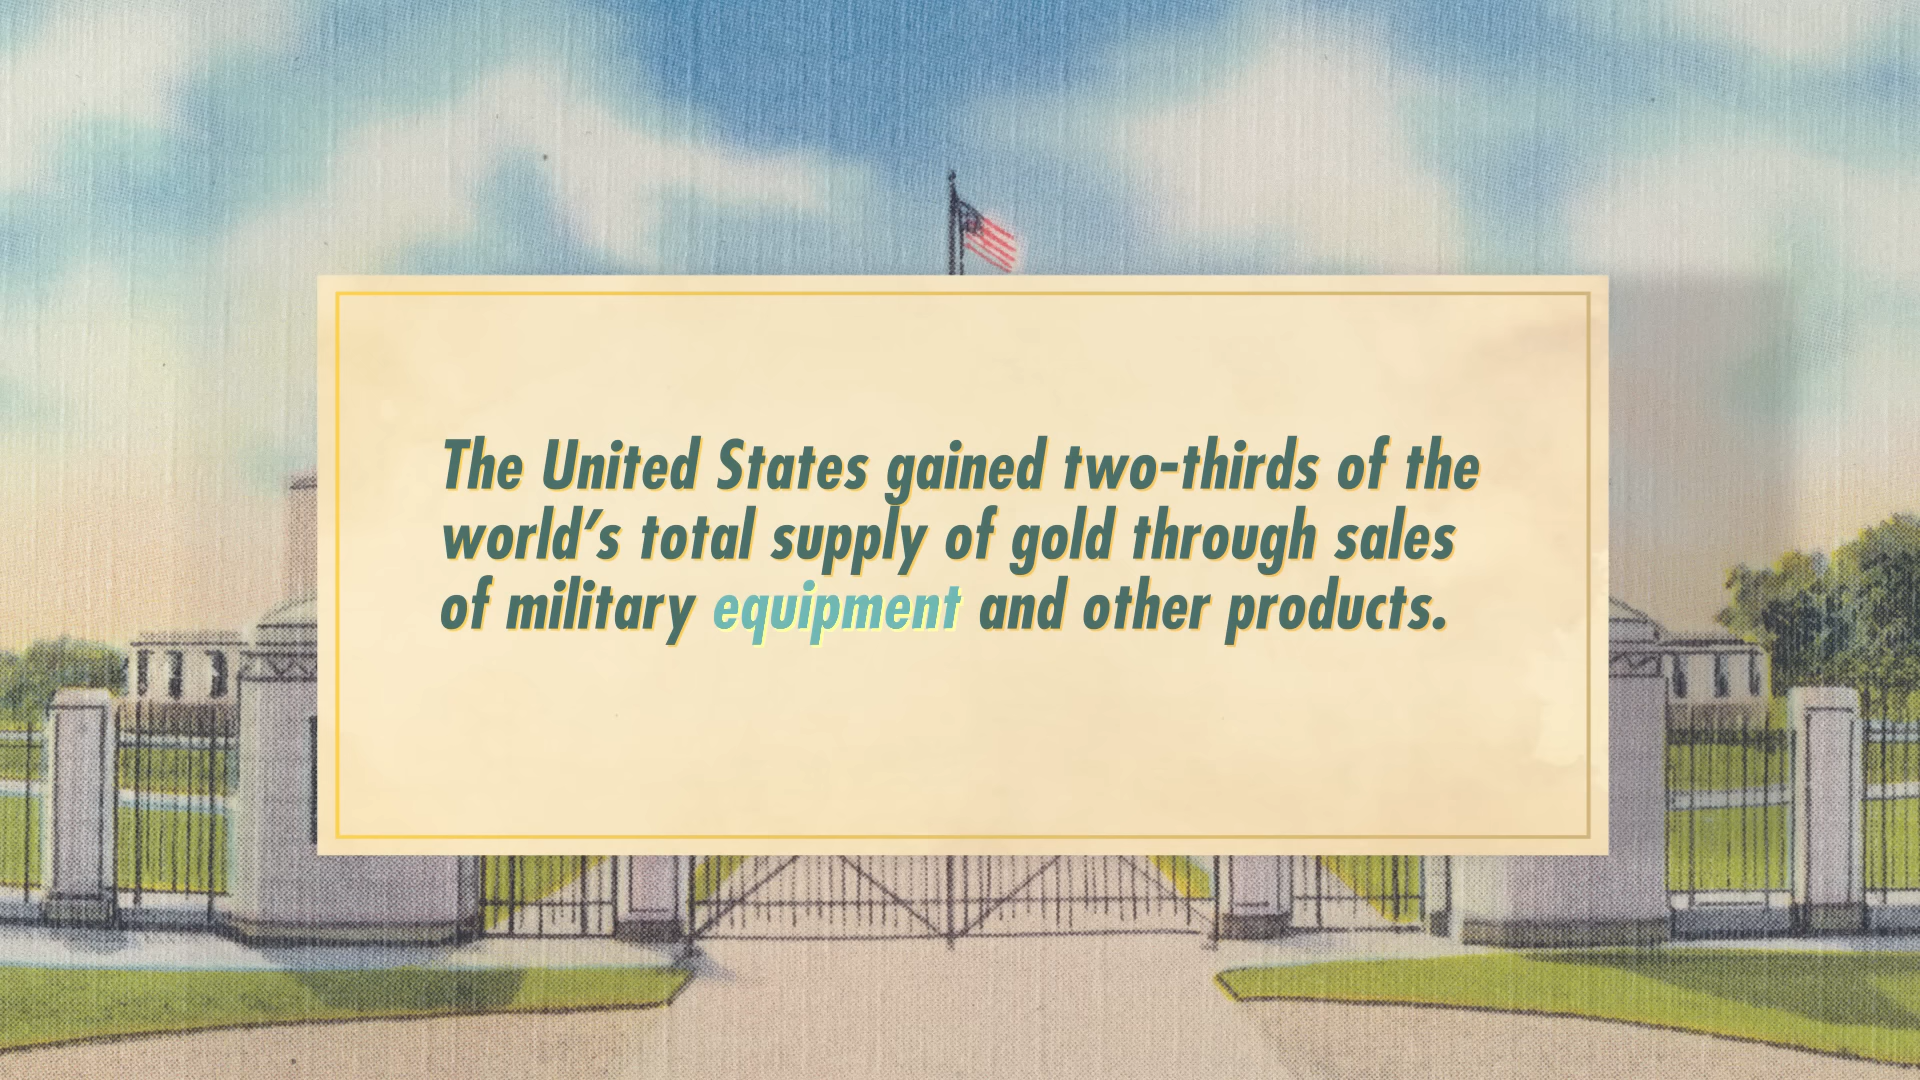 The United States gained two-thirds of the
world's total supply of gold through sales
of military equipment and other products.